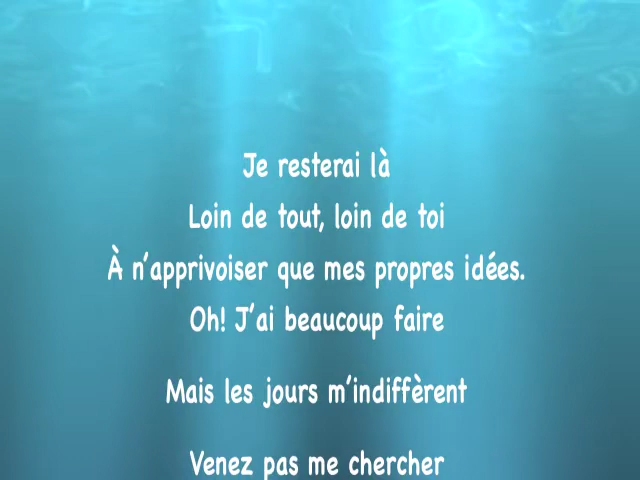 Je resterai là
Loin de tout, loin de toi
À n'apprivoiser que mes propres idées.
Oh! J'ai beaucoup faire
Mais les jours m'indiffèrent
Venez pas me chercher